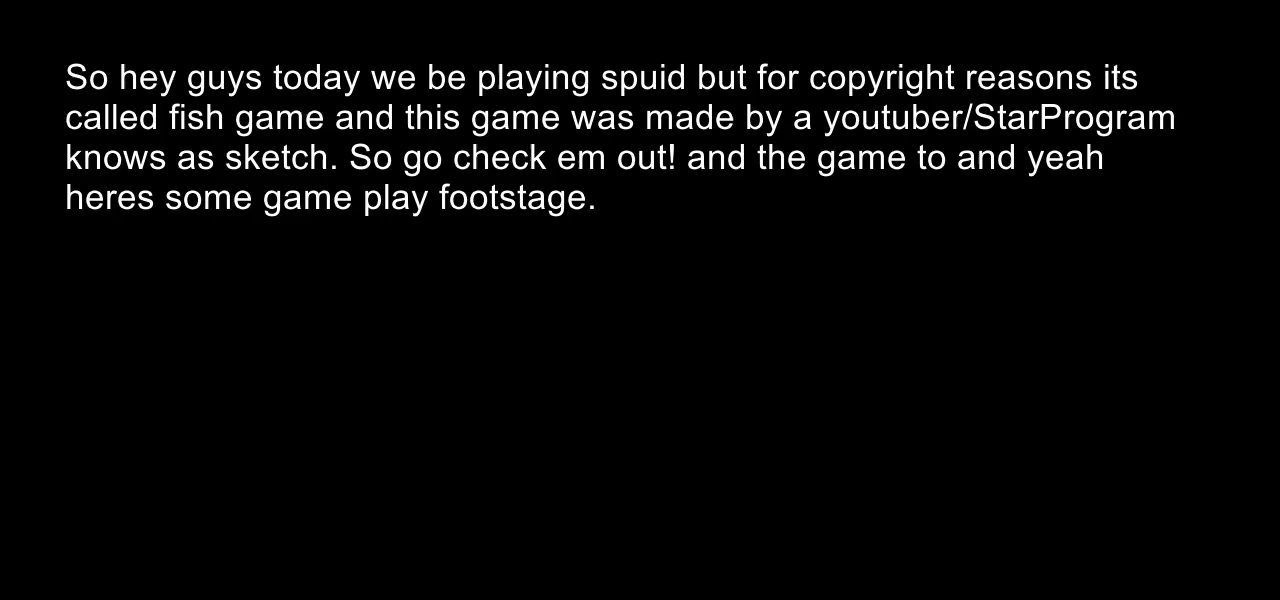 So hey guys today we be playing spuid but for copyright reasons its
called fish game and this game was made by a youtuber/StarProgram
knows as sketch. So go check em out! and the game to and yeah
heres some game play footstage.